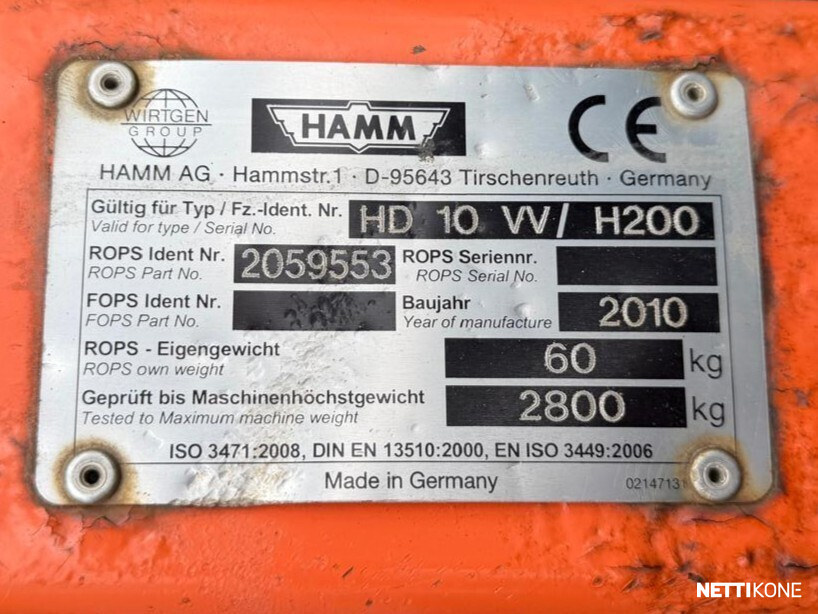 WIRTGEN
GROUP
HAMM
CE
HAMM AG · Hammstr.1 · D-95643 Tirschenreuth · Germany
Gültig für Typ / Fz.-Ident. Nr. HD 10 VV/ H200
Valid for type / Serial No.
ROPS Ident Nr. 2059553 ROPS Seriennr.
ROPS Part No. ROPS Serial No.
FOPS Ident Nr. Baujahr 2010
FOPS Part No. Year of manufacture
ROPS - Eigengewicht 60 kg
ROPS own weight
Geprüft bis Maschinenhöchstgewicht 2800 kg
Tested to Maximum machine weight
ISO 3471:2008, DIN EN 13510:2000, EN ISO 3449:2006
Made in Germany 02147131
NETTIKONE